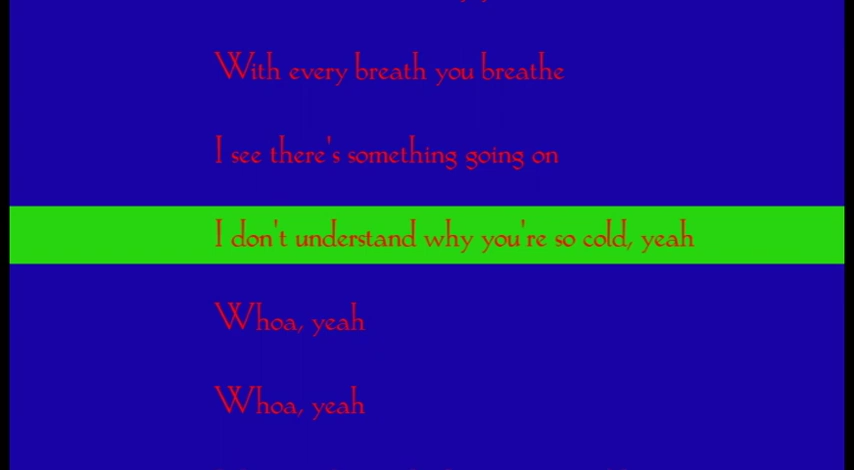 With every breath you breathe
I see there's something going on
I don't understand why you're so cold, yeah
Whoa, yeah
Whoa, yeah